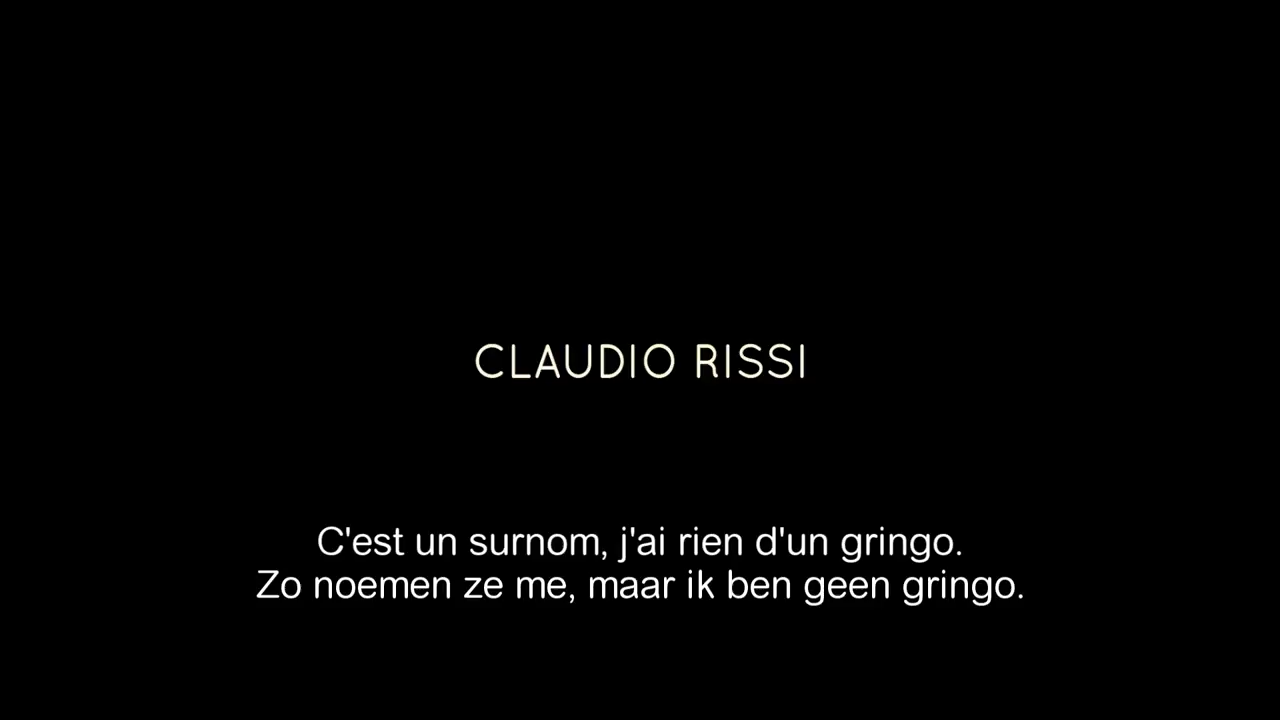 CLAUDIO RISSI
C'est un surnom, j'ai rien d'un gringo.
Zo noemen ze me, maar ik ben geen gringo.